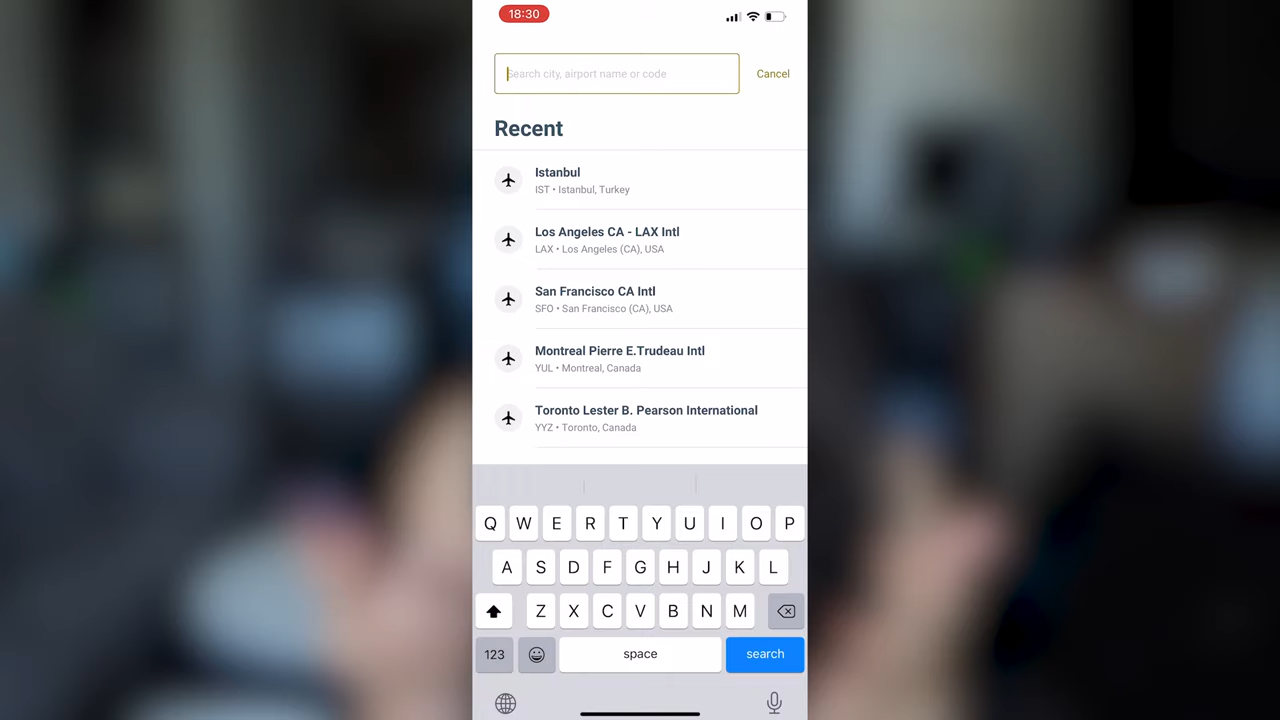 18:30
Search city, airport name or code
Cancel
Recent
Istanbul
IST • Istanbul, Turkey
Los Angeles CA - LAX Intl
LAX • Los Angeles (CA), USA
San Francisco CA Intl
SFO • San Francisco (CA), USA
Montreal Pierre E.Trudeau Intl
YUL • Montreal, Canada
Toronto Lester B. Pearson International
YYZ • Toronto, Canada
Q W E R T Y U I O P
A S D F G H J K L
Z X C V B N M
123 space search